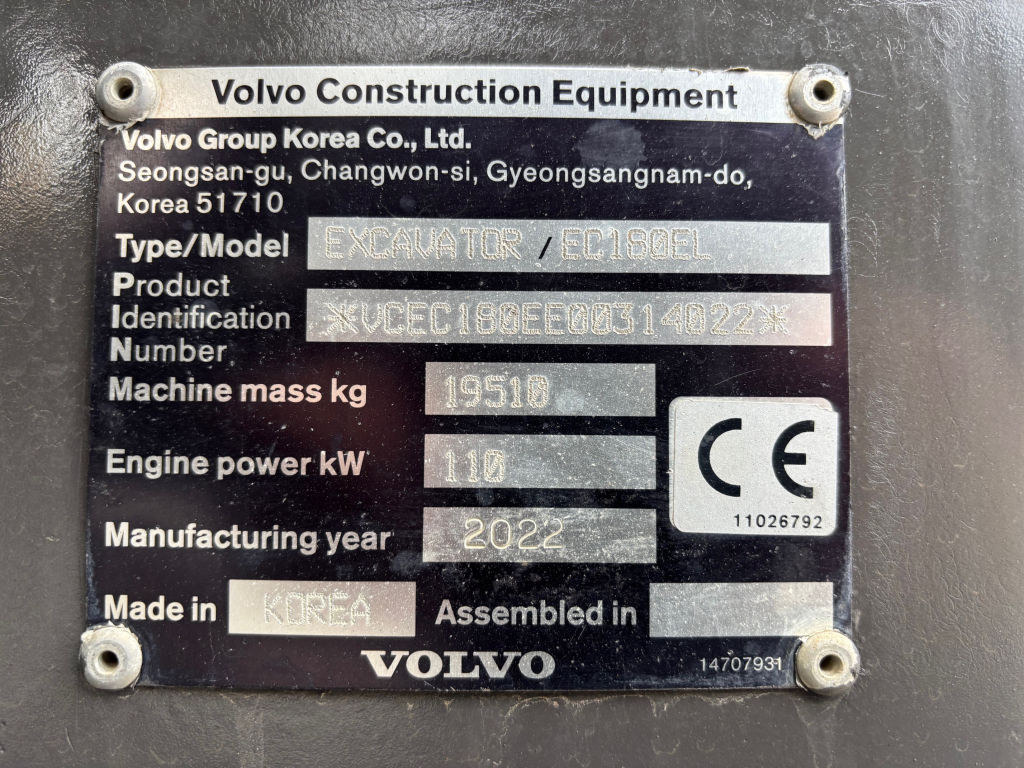 Volvo Construction Equipment
Volvo Group Korea Co., Ltd.
Seongsan-gu, Changwon-si, Gyeongsangnam-do,
Korea 51710
Type/Model EXCAVATOR / EC180EL
Product
Identification *VCEC180EE00314022*
Number
Machine mass kg 19510
Engine power kW 110
CE
11026792
Manufacturing year 2022
Made in KOREA Assembled in
VOLVO 14707931